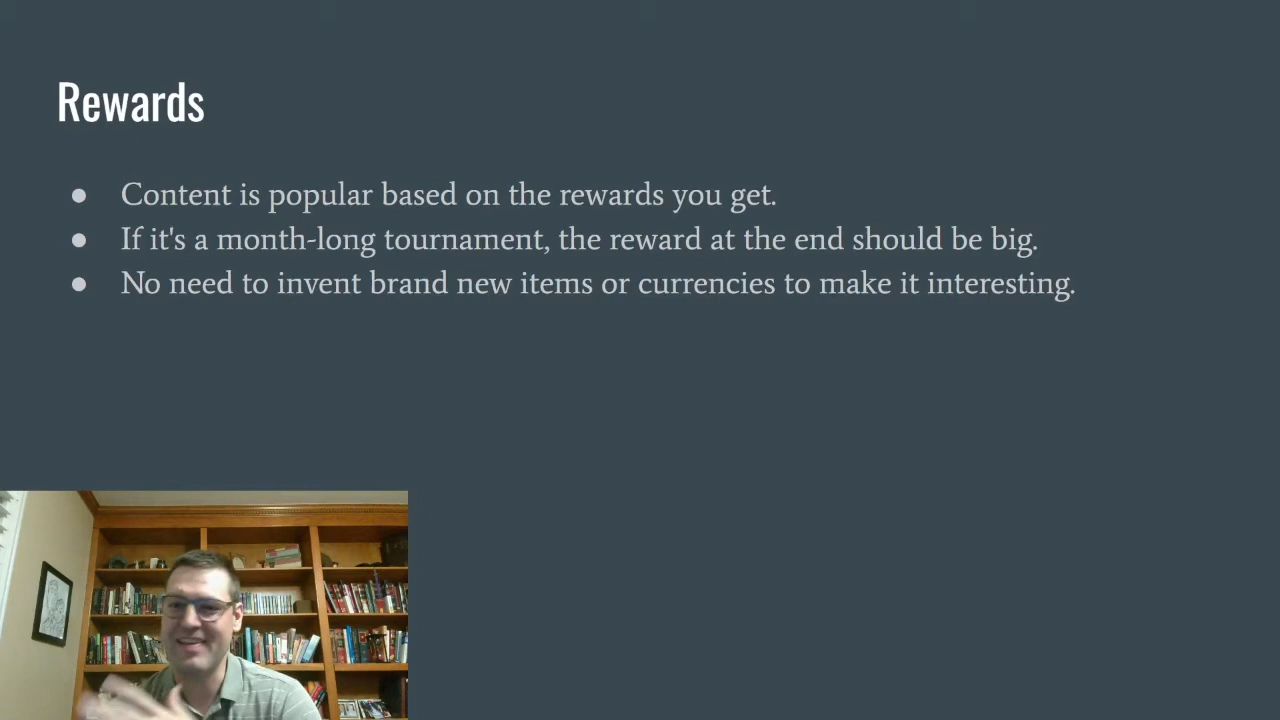 Rewards
● Content is popular based on the rewards you get.
● If it's a month-long tournament, the reward at the end should be big.
● No need to invent brand new items or currencies to make it interesting.